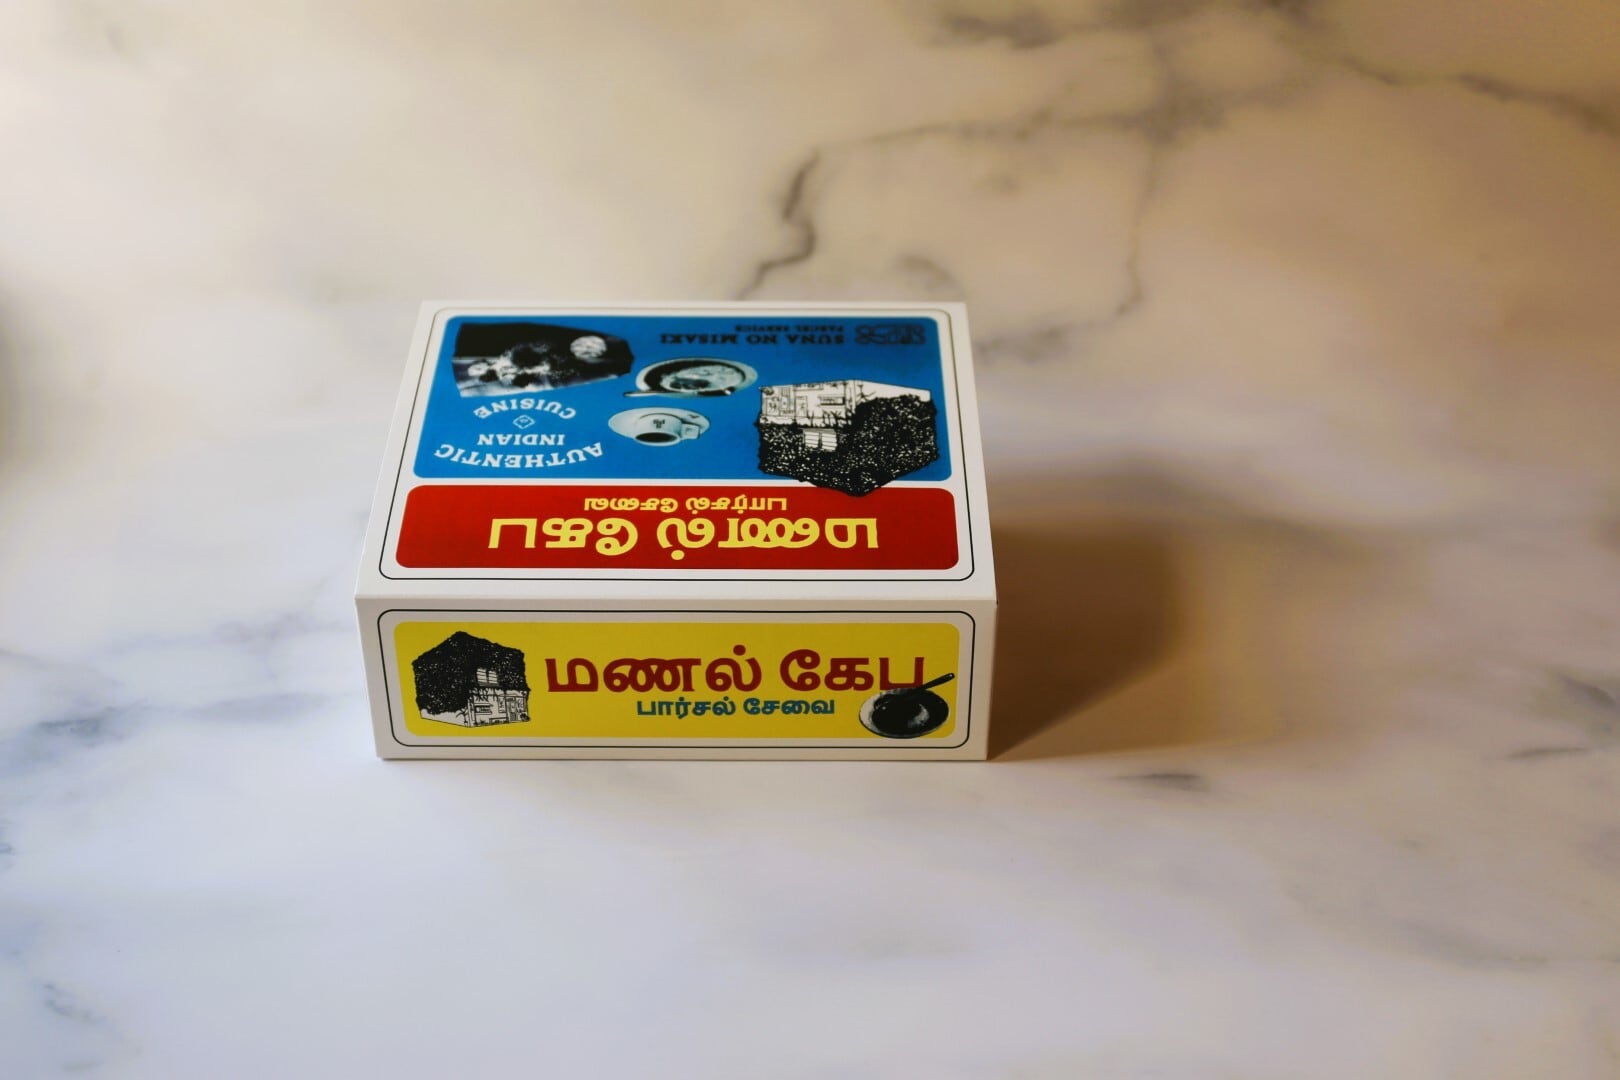 SUNA NO MISAKI
PARCEL SERVICE
AUTHENTIC
INDIAN
CUISINE
மணல் கேப
பார்சல் சேவை
மணல் கேப
பார்சல் சேவை